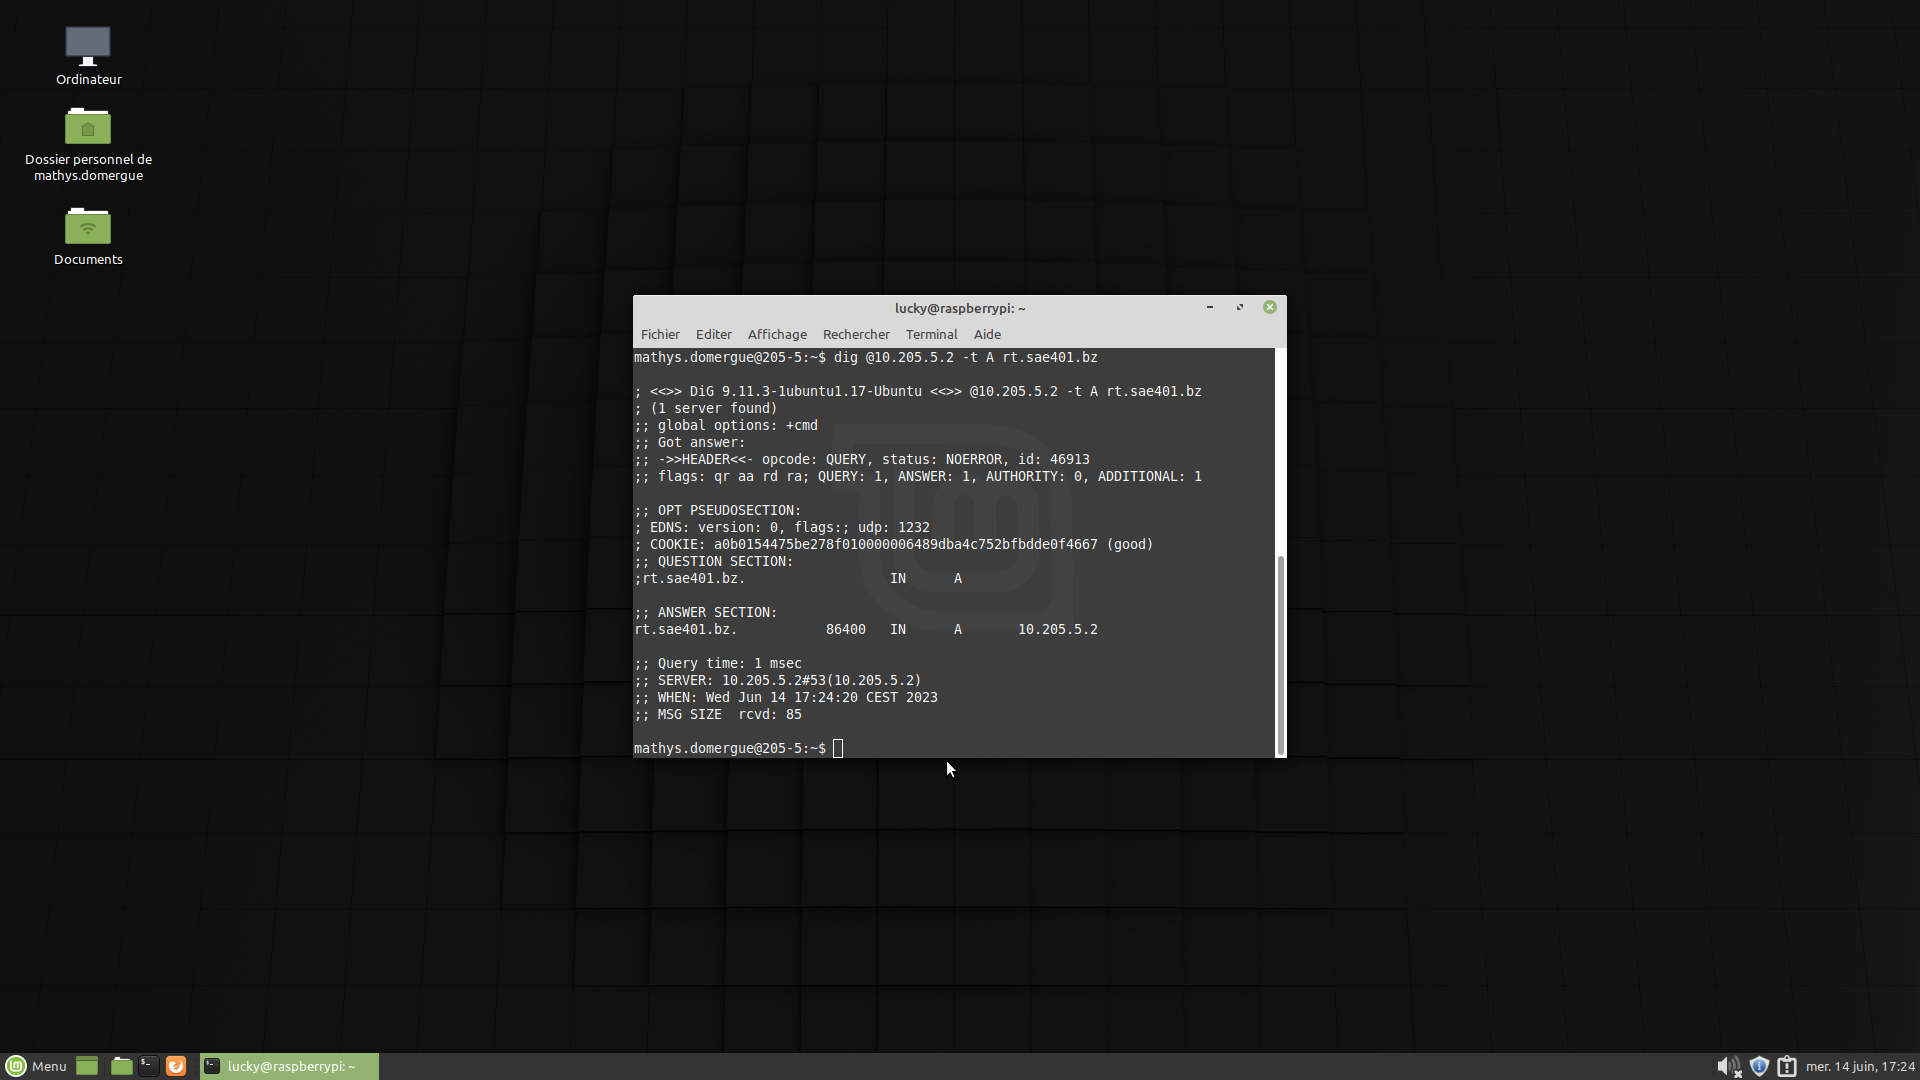 Ordinateur
Dossier personnel de
mathys.domergue
Documents
lucky@raspberrypi: ~
Fichier Editer Affichage Rechercher Terminal Aide
mathys.domergue@205-5:~$ dig @10.205.5.2 -t A rt.sae401.bz
; <<>> DiG 9.11.3-1ubuntu1.17-Ubuntu <<>> @10.205.5.2 -t A rt.sae401.bz
; (1 server found)
;; global options: +cmd
;; Got answer:
;; ->>HEADER<<- opcode: QUERY, status: NOERROR, id: 46913
;; flags: qr aa rd ra; QUERY: 1, ANSWER: 1, AUTHORITY: 0, ADDITIONAL: 1
;; OPT PSEUDOSECTION:
; EDNS: version: 0, flags:; udp: 1232
; COOKIE: a0b0154475be278f010000006489dba4c752bfbdde0f4667 (good)
;; QUESTION SECTION:
;rt.sae401.bz. IN A
;; ANSWER SECTION:
rt.sae401.bz. 86400 IN A 10.205.5.2
;; Query time: 1 msec
;; SERVER: 10.205.5.2#53(10.205.5.2)
;; WHEN: Wed Jun 14 17:24:20 CEST 2023
;; MSG SIZE rcvd: 85
mathys.domergue@205-5:~$
Menu
lucky@raspberrypi: ~
mer. 14 juin, 17:24